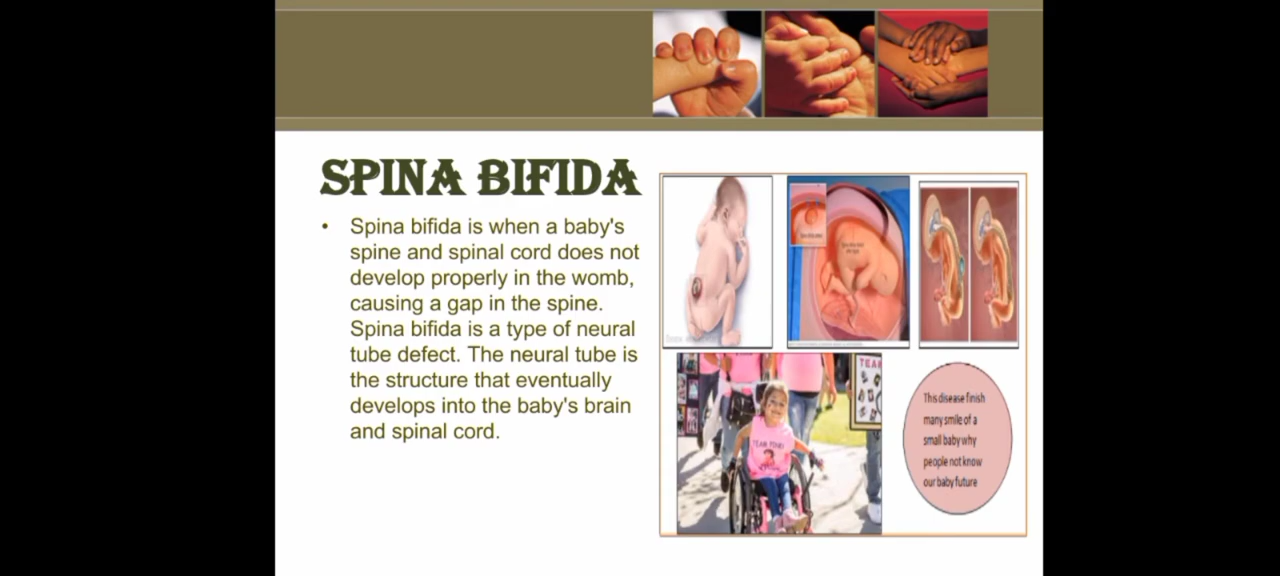 SPINA BIFIDA
• Spina bifida is when a baby's
spine and spinal cord does not
develop properly in the womb,
causing a gap in the spine.
Spina bifida is a type of neural
tube defect. The neural tube is
the structure that eventually
develops into the baby's brain
and spinal cord.
TEAM
This disease finish
many smile of a
small baby why
people not know
our baby future